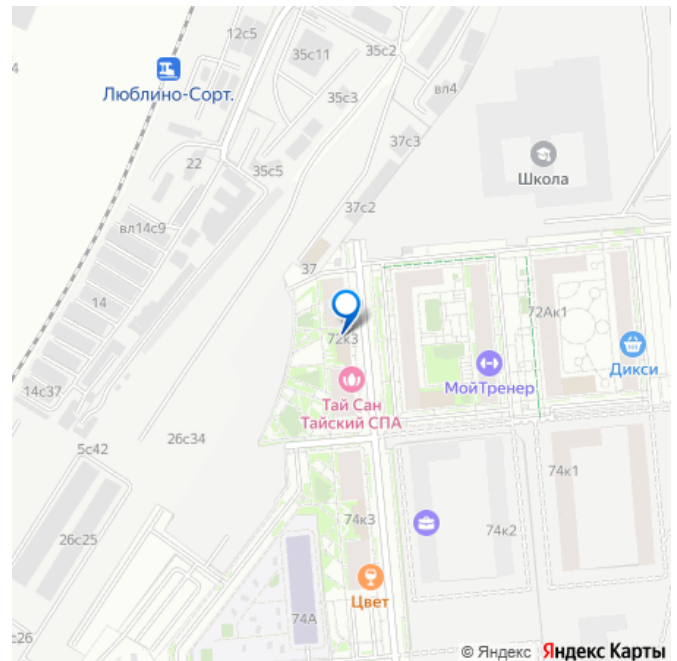 12с5
35с2
35с11
4
Люблино-Сорт.
35с3
вл4
37с3
22
35с5
Школа
37с2
вл14с9
37
14
72к3
72Ак1
Дикси
МойТренер
14с37
Тай Сан
Тайский СПА
26с34
5с42
74к1
74к3
74к2
26с25
Цвет
74А
с26
© Яндекс Яндекс Карты